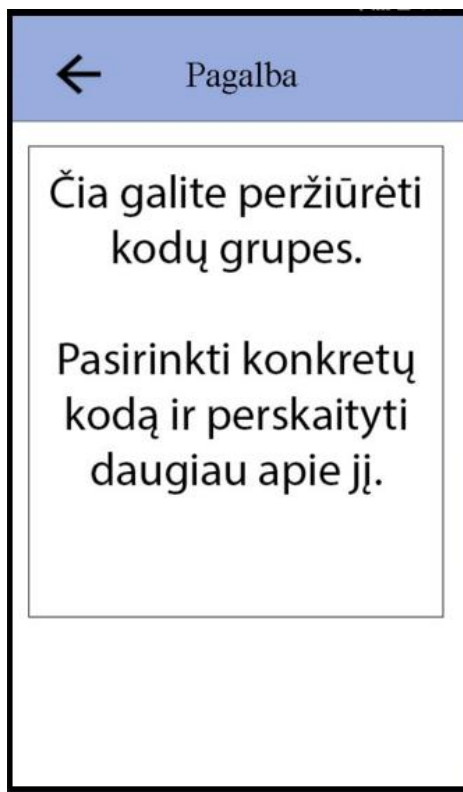 Pagalba
Čia galite peržiūrėti
kodų grupes.
Pasirinkti konkretų
kodą ir perskaityti
daugiau apie jį.